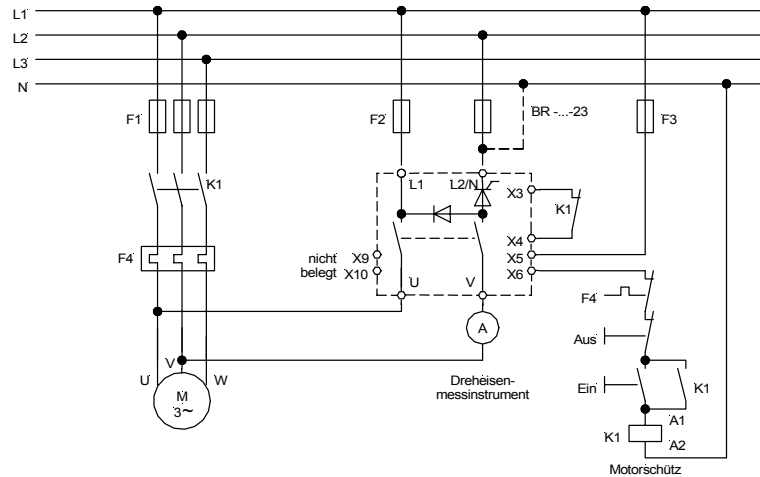 L1
L2
L3
N
F1
F2
BR -...-23
F3
K1
L1
L2/N
X3
K1
X4
F4
nicht
belegt
X9
X10
X5
X6
U
V
F4
A
Aus
V
U
W
M
3~
Dreheisen-
messinstrument
Ein
K1
A1
K1
A2
Motorschütz